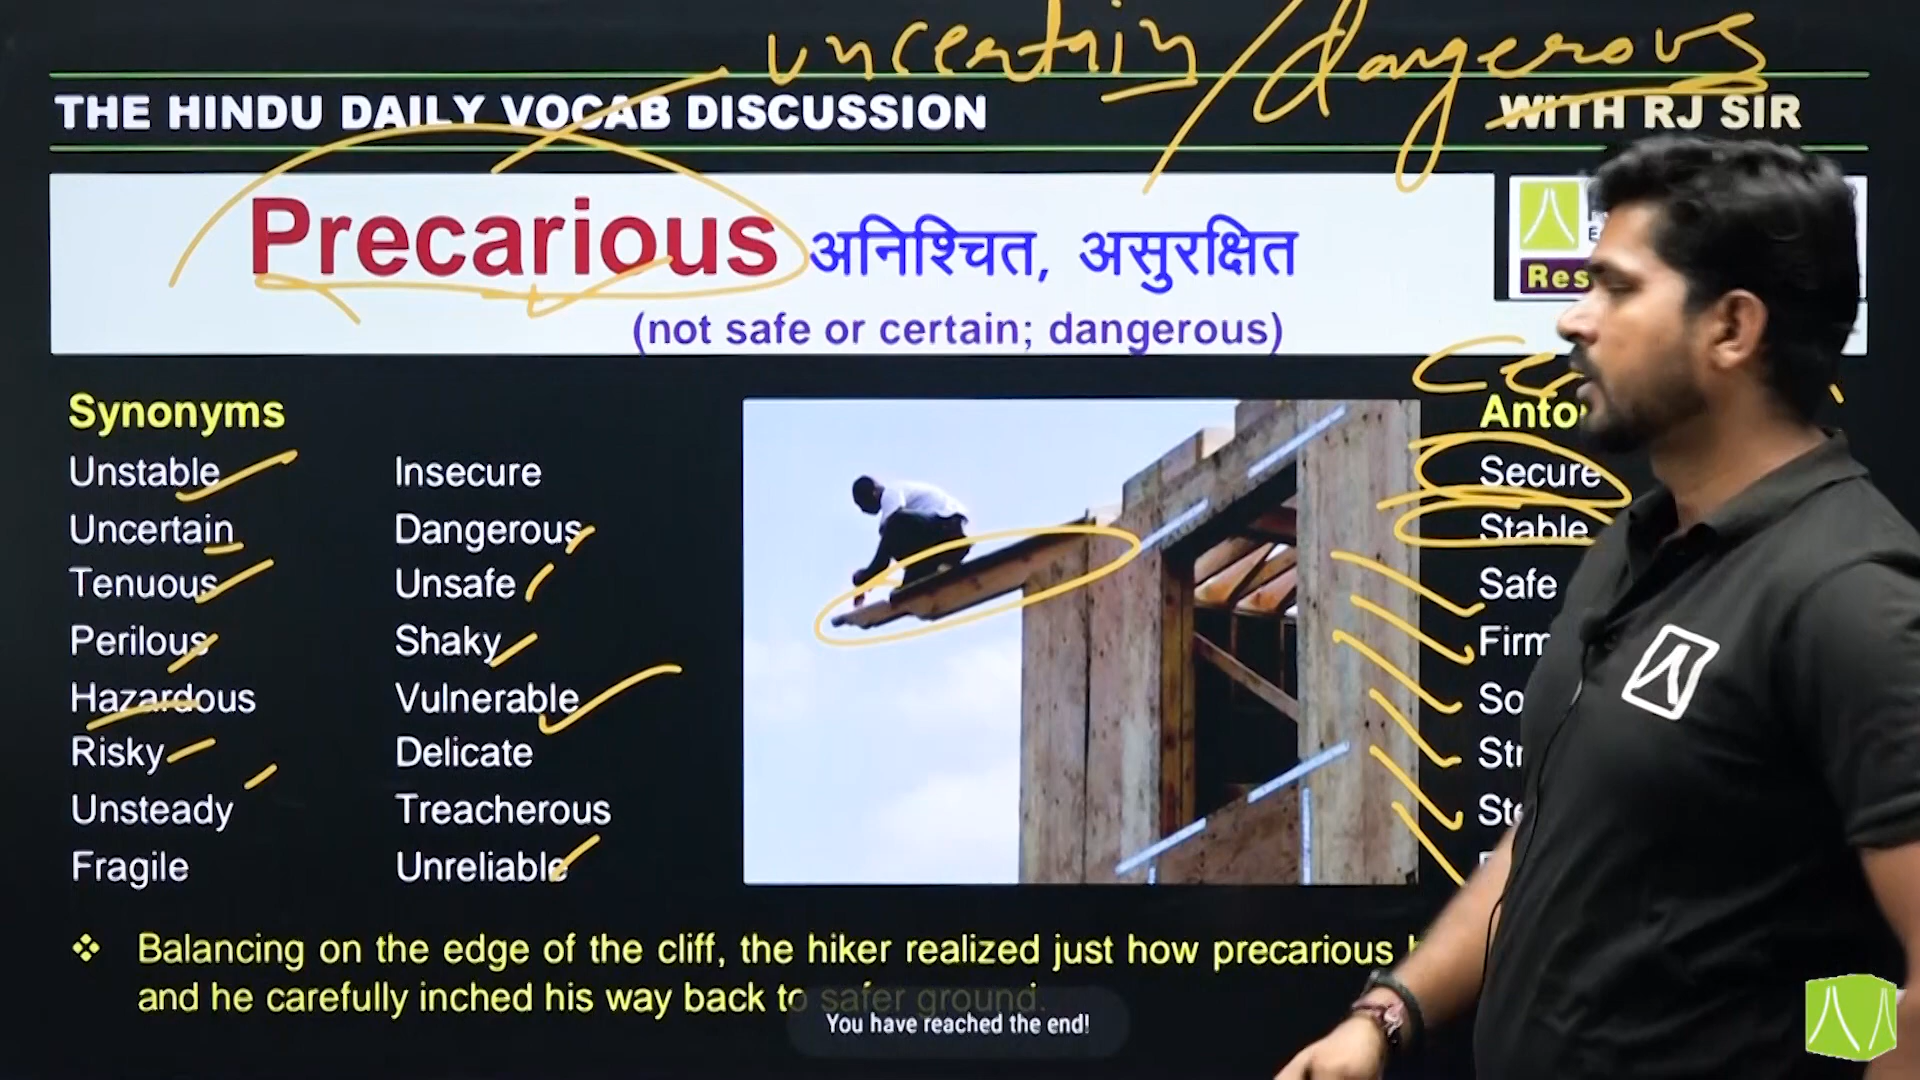 uncertain/dangerous
THE HINDU DAILY VOCAB DISCUSSION WITH RJ SIR
Precarious अनिश्चित, असुरक्षित
(not safe or certain; dangerous)
Res
Synonyms
Unstable Insecure
Uncertain Dangerous
Tenuous Unsafe
Perilous Shaky
Hazardous Vulnerable
Risky Delicate
Unsteady Treacherous
Fragile Unreliable
Secure
Stable
Safe
Firm
❖ Balancing on the edge of the cliff, the hiker realized just how precarious
and he carefully inched his way back to safer ground.
You have reached the end!